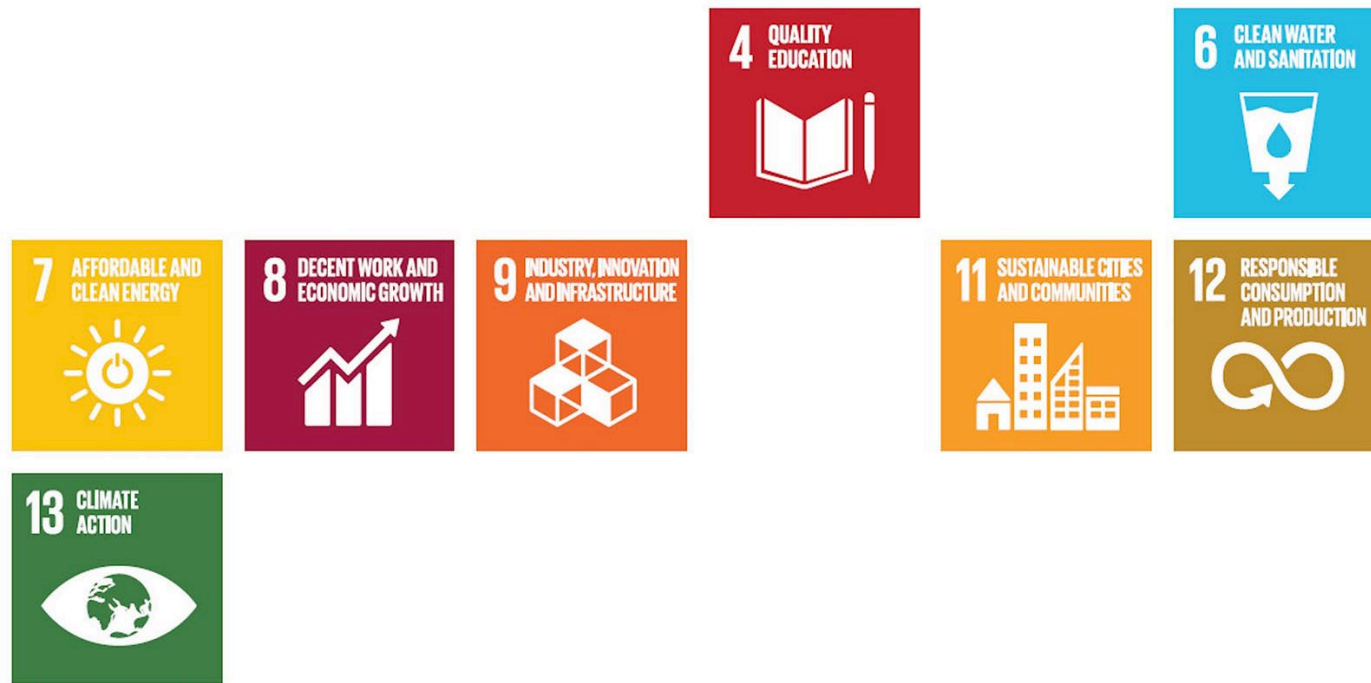 4 QUALITY
EDUCATION
6 CLEAN WATER
AND SANITATION
7 AFFORDABLE AND
CLEAN ENERGY
8 DECENT WORK AND
ECONOMIC GROWTH
9 INDUSTRY, INNOVATION
AND INFRASTRUCTURE
11 SUSTAINABLE CITIES
AND COMMUNITIES
12 RESPONSIBLE
CONSUMPTION
AND PRODUCTION
13 CLIMATE
ACTION